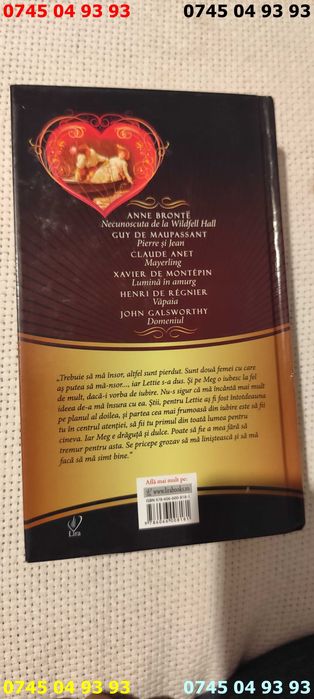 0745 04 93 93 0745 04 93 93
ANNE BRONTË
Necunoscuta de la Wildfell Hall
GUY DE MAUPASSANT
Pierre și Jean
CLAUDE ANET
Mayerling
XAVIER DE MONTÉPIN
Lumină în amurg
HENRI DE RÉGNIER
Văpaia
JOHN GALSWORTHY
Domeniul
„Trebuie să mă însor, altfel sunt pierdut. Sunt două femei cu care
aș putea să mă-nsor..., iar Lettie s-a dus. Și pe Meg o iubesc la fel
de mult, dacă-i vorba de iubire. Nu-s sigur că mă încântă mai mult
ideea de-a mă însura cu ea. Știi, pentru Lettie aș fi fost întotdeauna
pe planul al doilea, și partea cea mai frumoasă din iubire este să fii
tu în centrul atenției, să fii tu primul din toată lumea pentru
cineva. Iar Meg e drăguță și dulce. Poate să fie a mea fără să
tremur pentru asta. Se pricepe grozav să mă liniștească și să mă
facă să mă simt bine.”
Află mai mult pe:
www.lirabooks.ro
Lira
0745 04 93 93 0745 04 93 93